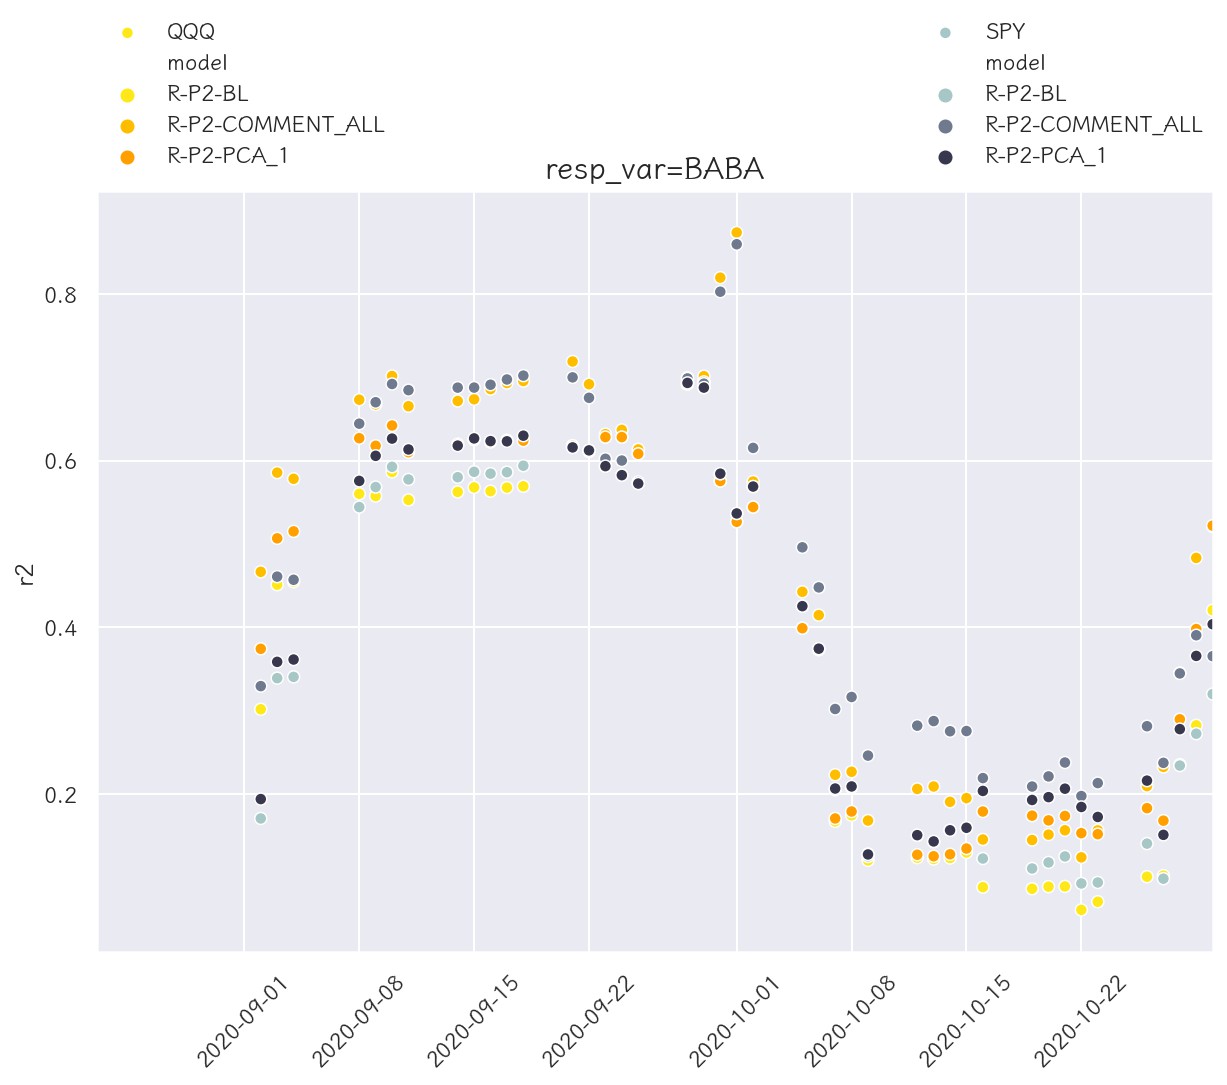 QQQ
model
R-P2-BL
R-P2-COMMENT_ALL
R-P2-PCA_1
SPY
model
R-P2-BL
R-P2-COMMENT_ALL
R-P2-PCA_1
resp_var=BABA
0.8
0.6
0.4
0.2
r2
2020-09-01
2020-09-08
2020-09-15
2020-09-22
2020-10-01
2020-10-08
2020-10-15
2020-10-22